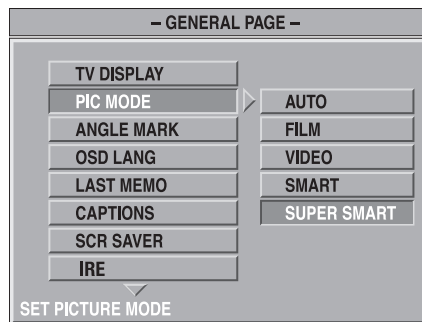 – GENERAL PAGE –
TV DISPLAY
PIC MODE
ANGLE MARK
OSD LANG
LAST MEMO
CAPTIONS
SCR SAVER
IRE
AUTO
FILM
VIDEO
SMART
SUPER SMART
SET PICTURE MODE